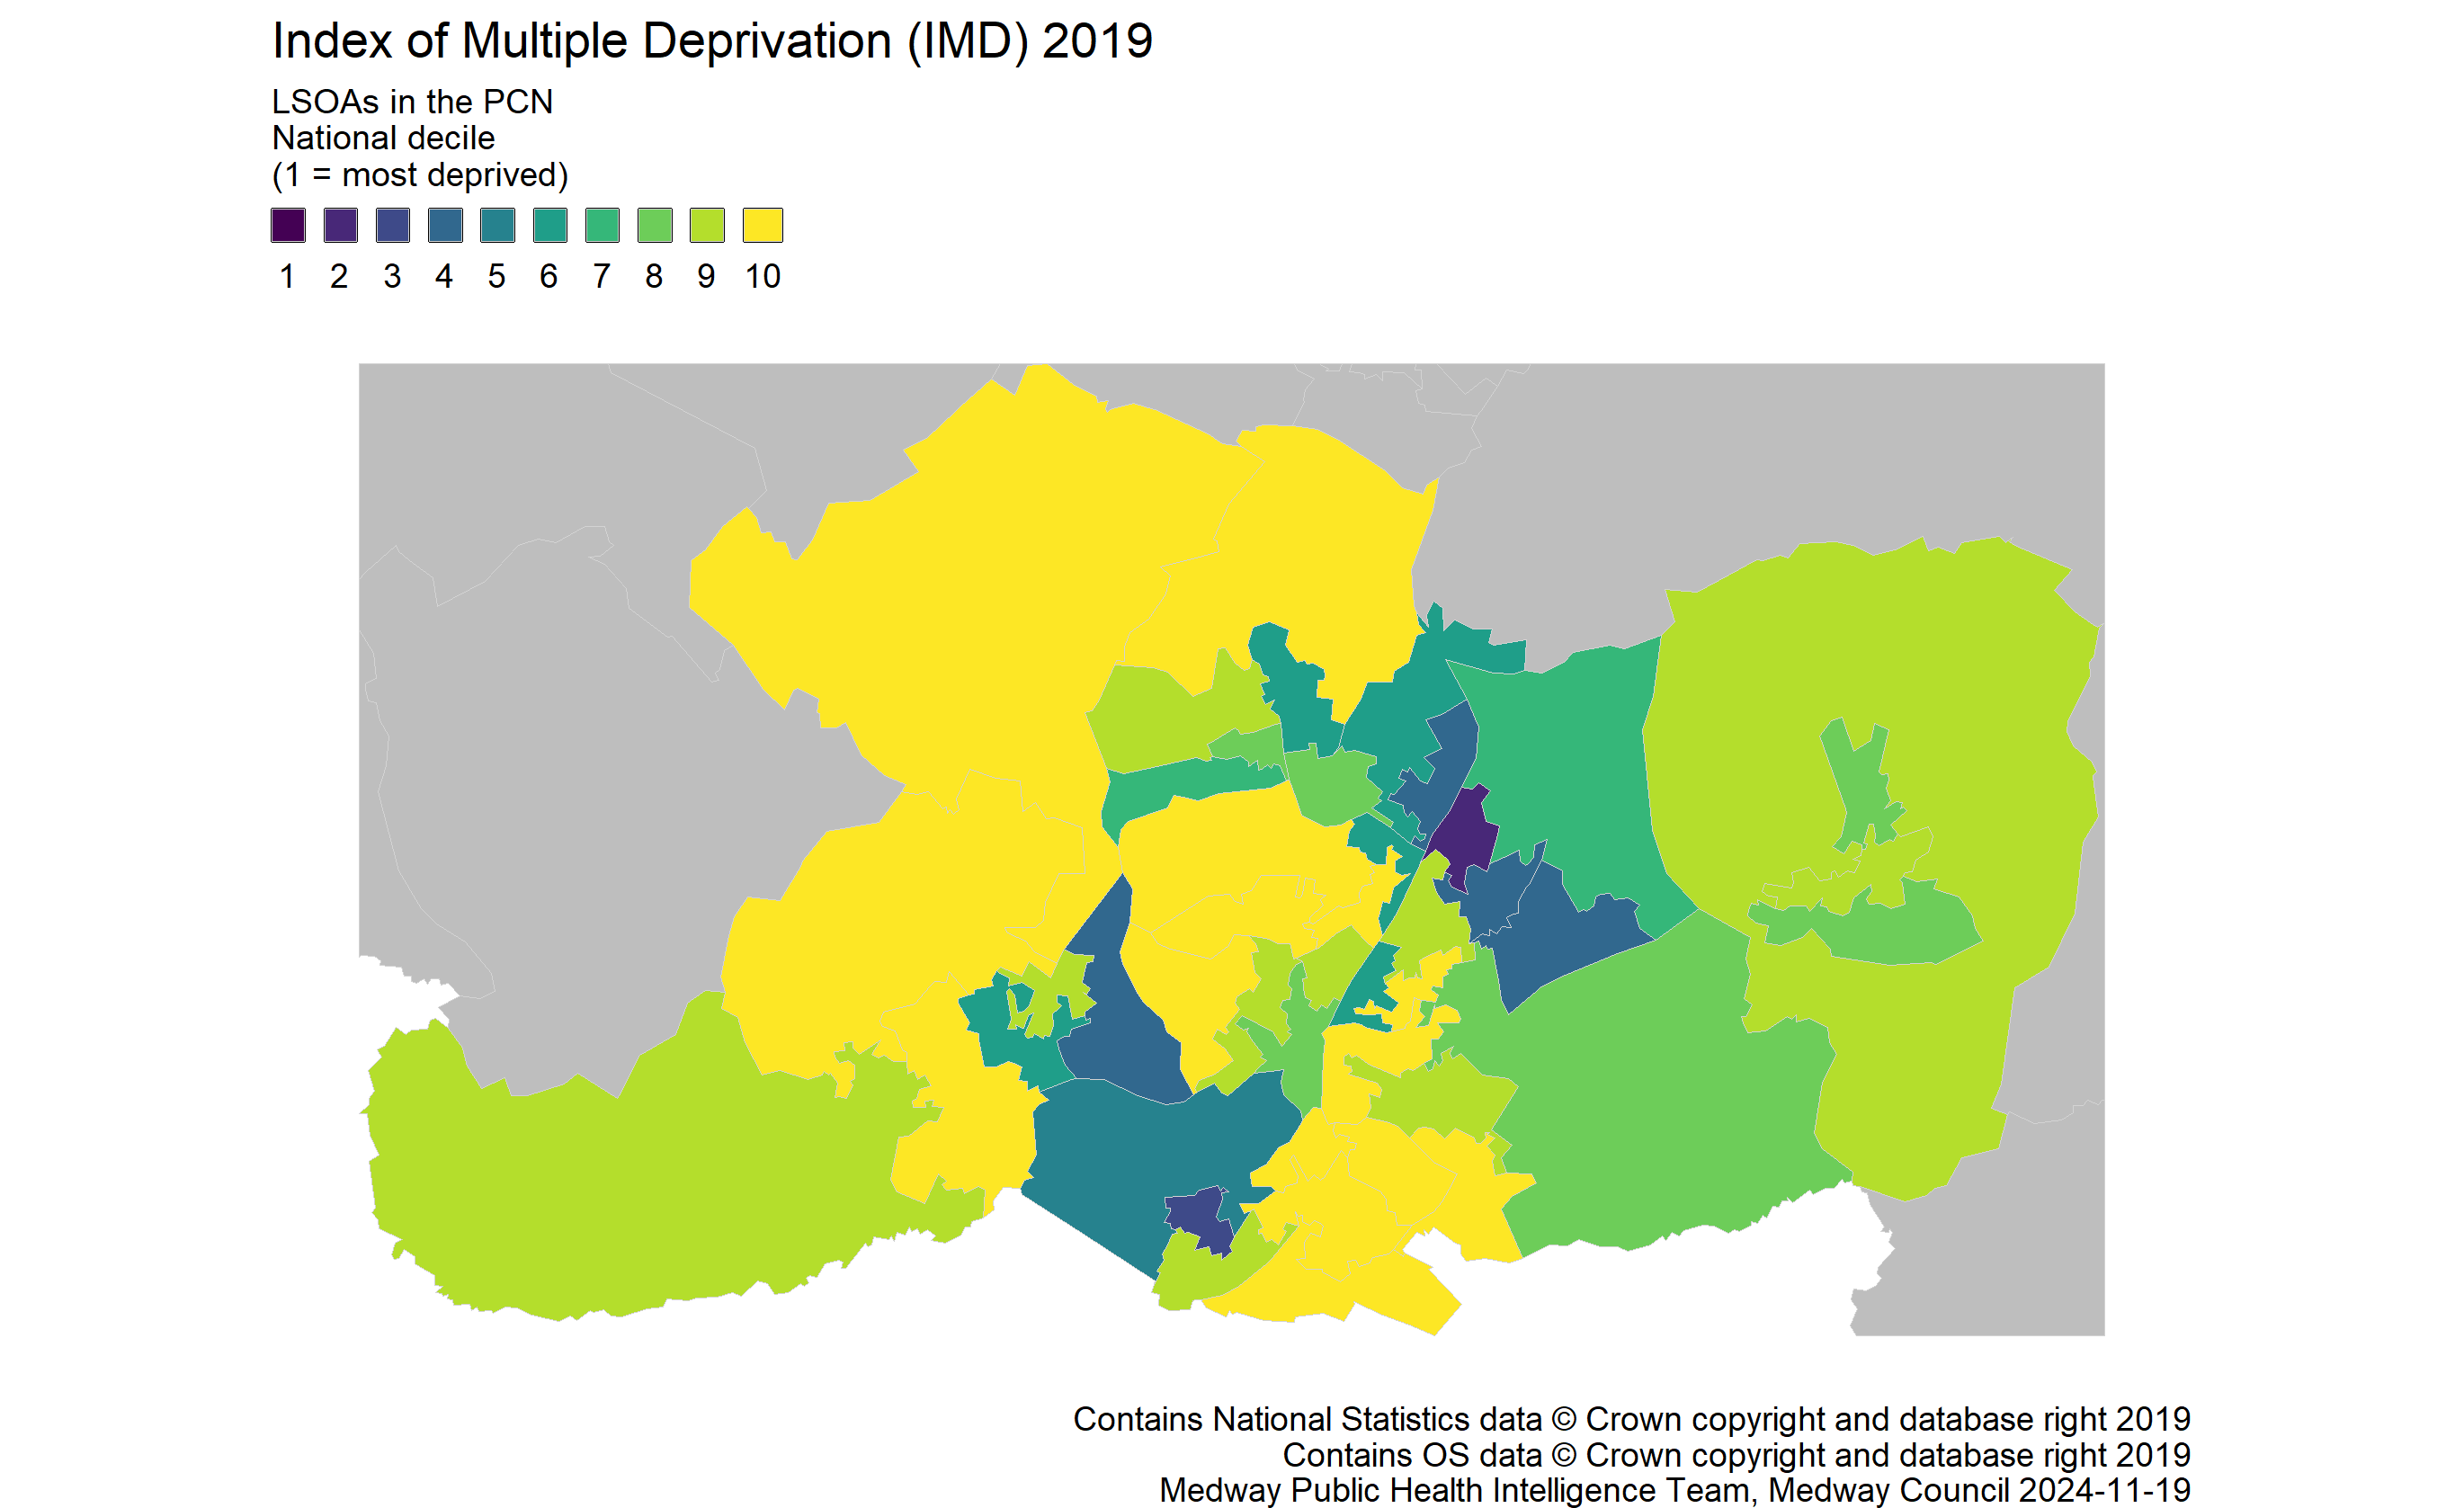 Index of Multiple Deprivation (IMD) 2019
LSOAs in the PCN
National decile
(1 = most deprived)
1 2 3 4 5 6 7 8 9 10
Contains National Statistics data © Crown copyright and database right 2019
Contains OS data © Crown copyright and database right 2019
Medway Public Health Intelligence Team, Medway Council 2024-11-19